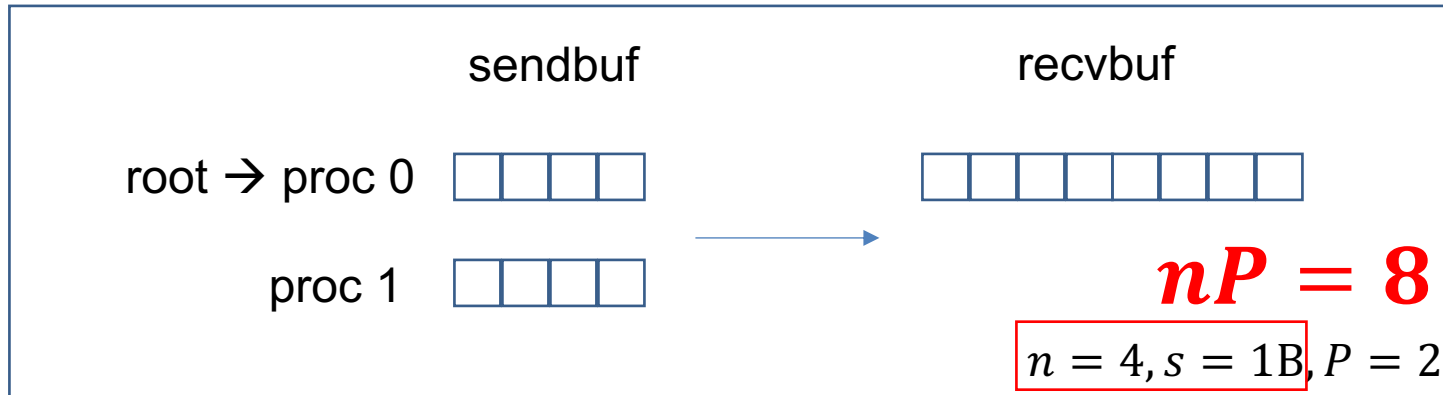 sendbuf recvbuf
root → proc 0
proc 1
nP = 8
n = 4, s = 1B, P = 2